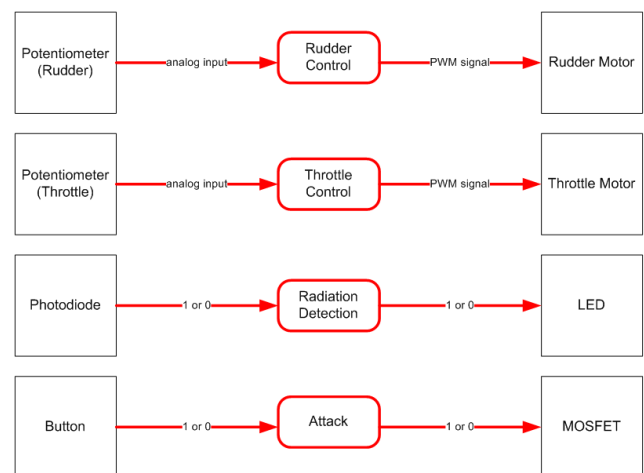 Potentiometer
(Rudder)
analog input
Rudder
Control
PWM signal
Rudder Motor
Potentiometer
(Throttle)
analog input
Throttle
Control
PWM signal
Throttle Motor
Photodiode
1 or 0
Radiation
Detection
1 or 0
LED
Button
1 or 0
Attack
1 or 0
MOSFET